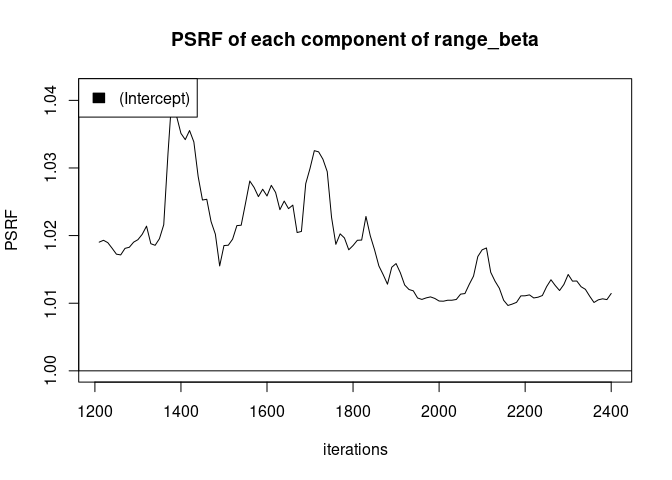 PSRF of each component of range_beta
(Intercept)
PSRF
1.04
1.03
1.02
1.01
1.00
1200 1400 1600 1800 2000 2200 2400
iterations